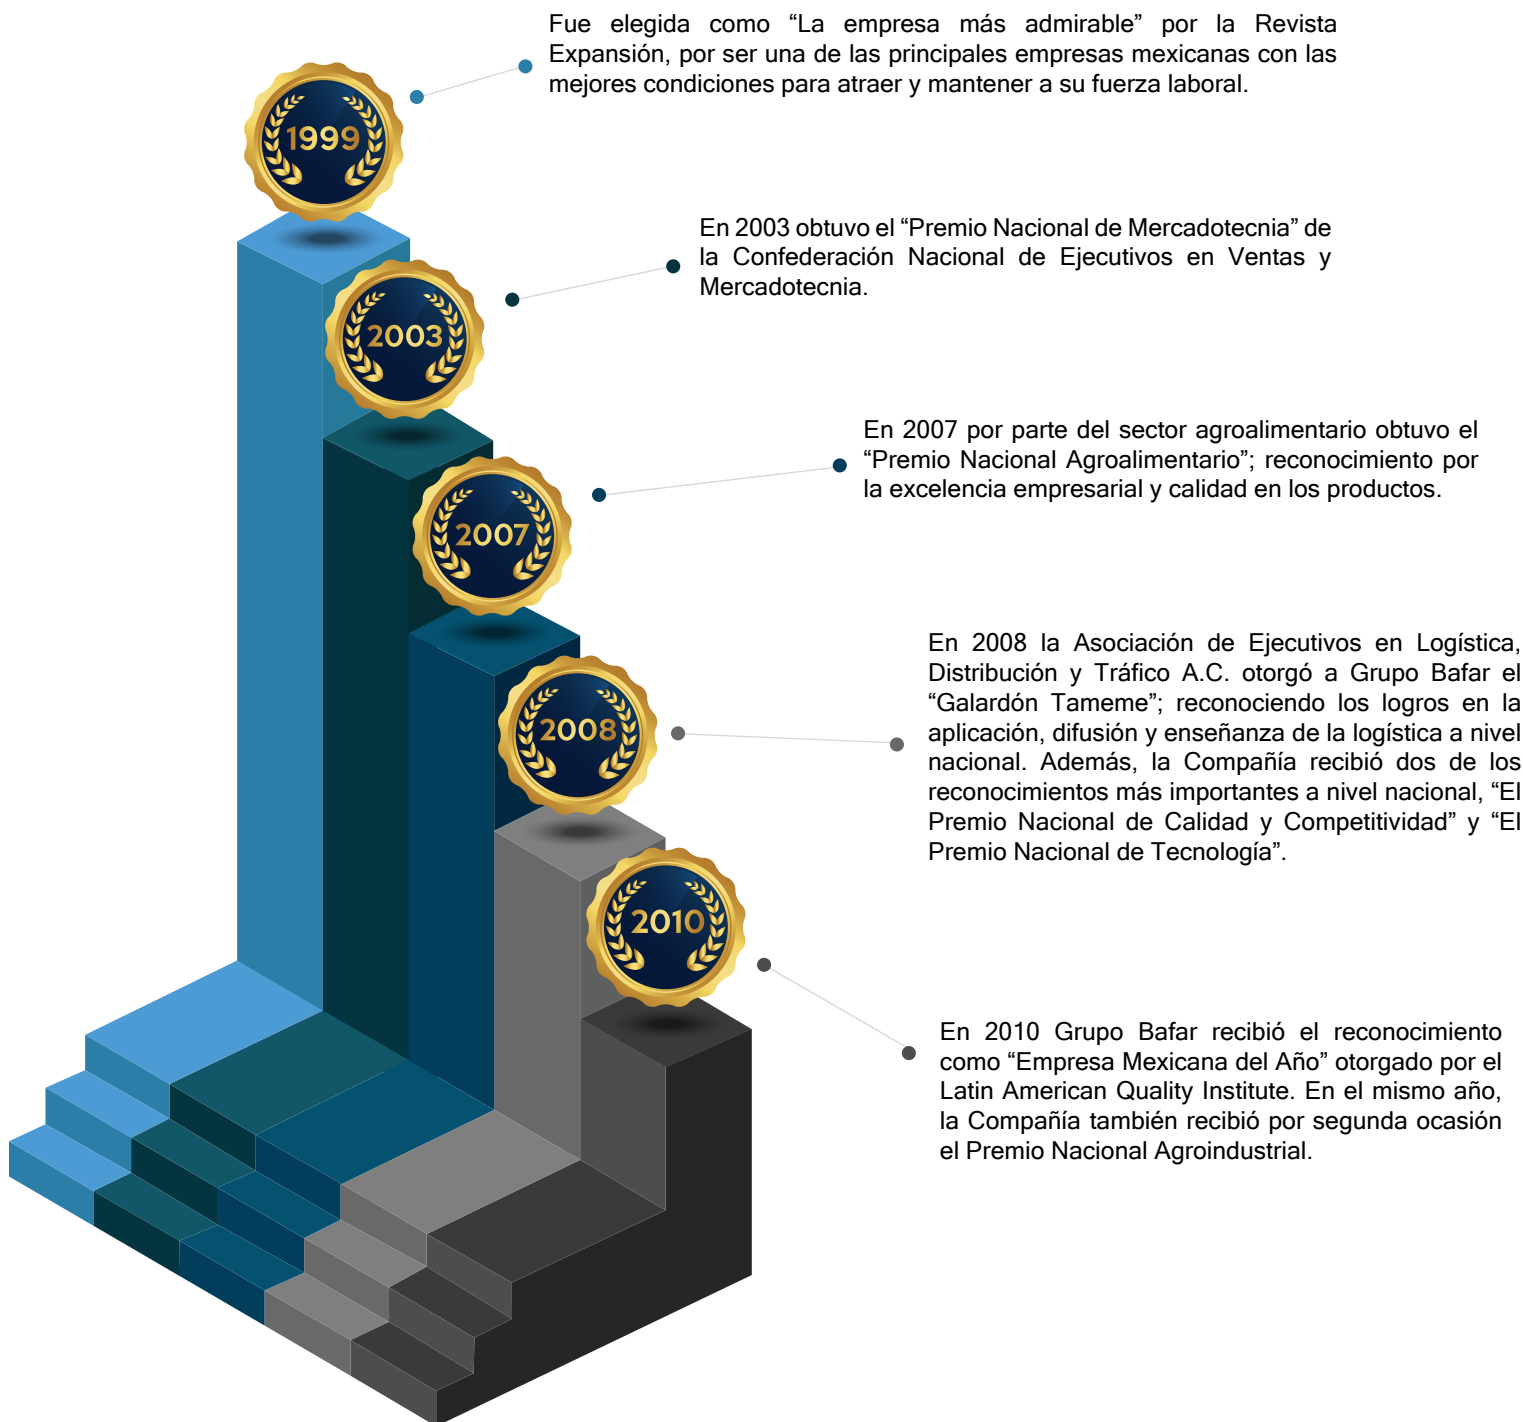 Fue elegida como “La empresa más admirable” por la Revista
Expansión, por ser una de las principales empresas mexicanas con las
mejores condiciones para atraer y mantener a su fuerza laboral.
1999
En 2003 obtuvo el “Premio Nacional de Mercadotecnia” de
la Confederación Nacional de Ejecutivos en Ventas y
Mercadotecnia.
2003
En 2007 por parte del sector agroalimentario obtuvo el
“Premio Nacional Agroalimentario”; reconocimiento por
la excelencia empresarial y calidad en los productos.
2007
En 2008 la Asociación de Ejecutivos en Logística,
Distribución y Tráfico A.C. otorgó a Grupo Bafar el
“Galardón Tameme”; reconociendo los logros en la
aplicación, difusión y enseñanza de la logística a nivel
nacional. Además, la Compañía recibió dos de los
reconocimientos más importantes a nivel nacional, “El
Premio Nacional de Calidad y Competitividad” y “El
Premio Nacional de Tecnología”.
2008
2010
En 2010 Grupo Bafar recibió el reconocimiento
como “Empresa Mexicana del Año” otorgado por el
Latin American Quality Institute. En el mismo año,
la Compañía también recibió por segunda ocasión
el Premio Nacional Agroindustrial.